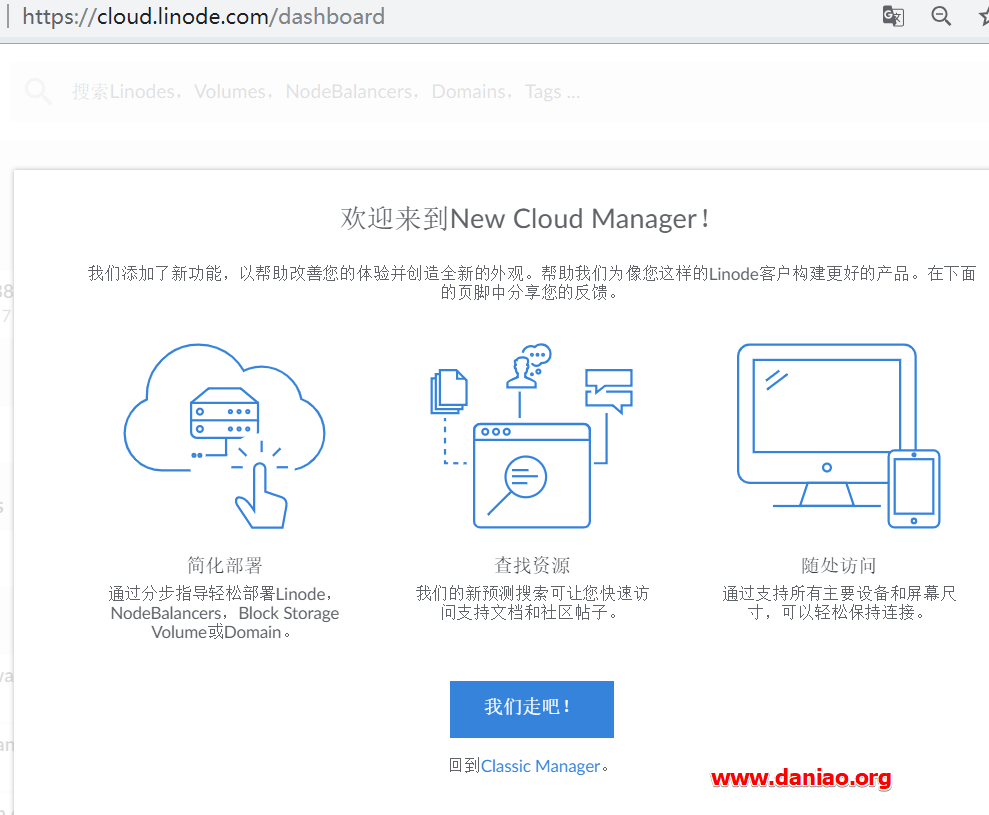 https://cloud.linode.com/dashboard
搜索Linodes，Volumes，NodeBalancers，Domains，Tags ...
欢迎来到New Cloud Manager！
我们添加了新功能，以帮助改善您的体验并创造全新的外观。帮助我们为像您这样的Linode客户构建更好的产品。在下面
的页脚中分享您的反馈。
简化部署
通过分步指导轻松部署Linode，
NodeBalancers，Block Storage
Volume或Domain。
查找资源
我们的新预测搜索可让您快速访
问支持文档和社区帖子。
随处访问
通过支持所有主要设备和屏幕尺
寸，可以轻松保持连接。
我们走吧！
回到Classic Manager。
www.daniao.org